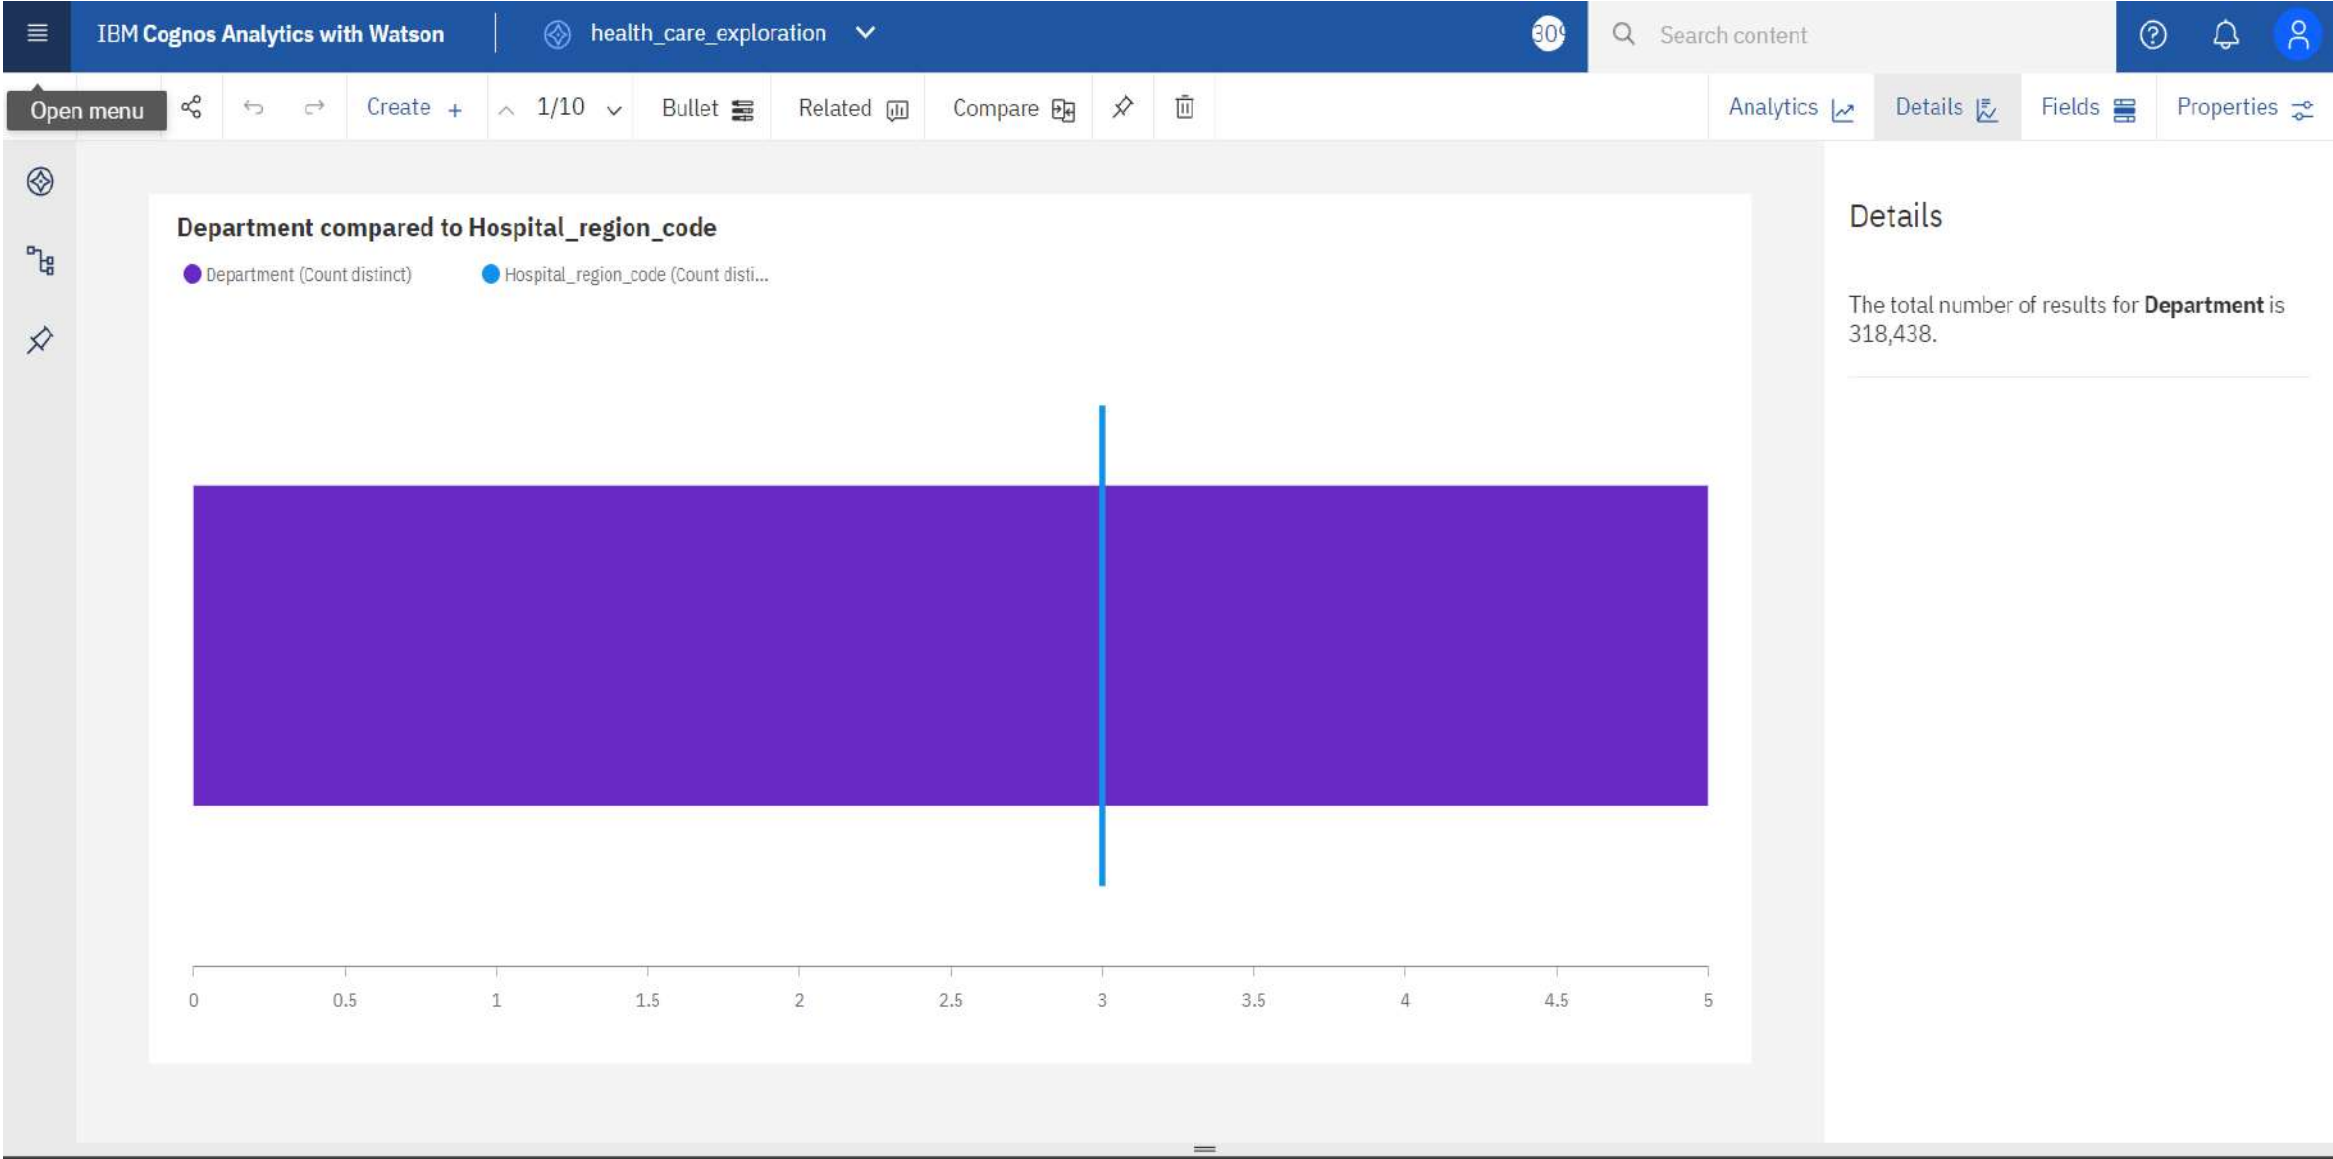 IBM Cognos Analytics with Watson
health_care_exploration
Search content
Open menu
Create +
1/10
Bullet
Related
Compare
Analytics
Details
Fields
Properties
Department compared to Hospital_region_code
Department (Count distinct)
Hospital_region_code (Count disti...
0 0.5 1 1.5 2 2.5 3 3.5 4 4.5 5
Details
The total number of results for Department is
318,438.